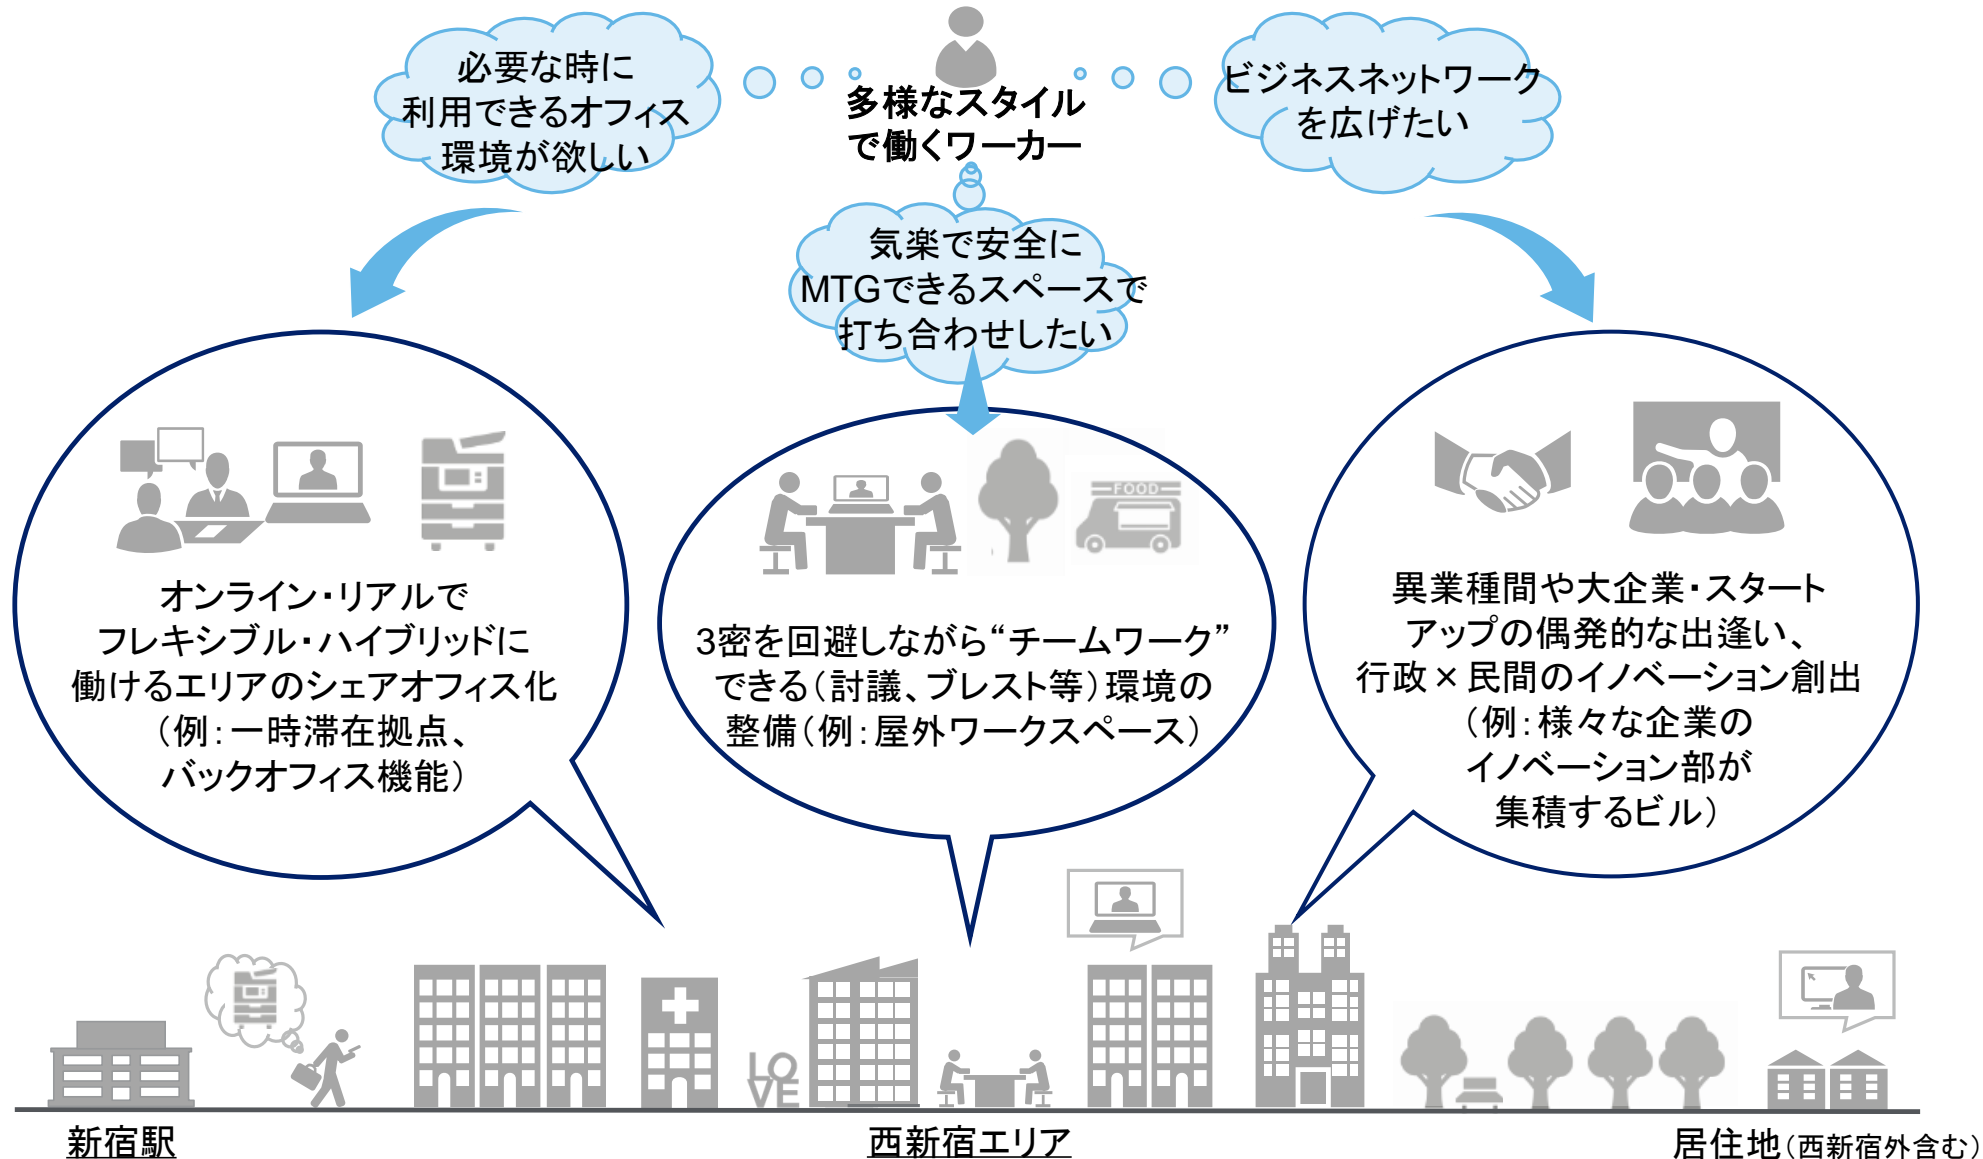 必要な時に
利用できるオフィス
環境が欲しい
多様なスタイル
で働くワーカー
ビジネスネットワーク
を広げたい
気楽で安全に
MTGできるスペースで
打ち合わせしたい
オンライン・リアルで
フレキシブル・ハイブリッドに
働けるエリアのシェアオフィス化
（例：一時滞在拠点、
バックオフィス機能）
FOOD
3密を回避しながら“チームワーク”
できる（討議、ブレスト等）環境の
整備（例：屋外ワークスペース）
異業種間や大企業・スタート
アップの偶発的な出逢い、
行政×民間のイノベーション創出
（例：様々な企業の
イノベーション部が
集積するビル）
LO
VE
新宿駅
西新宿エリア
居住地（西新宿外含む）